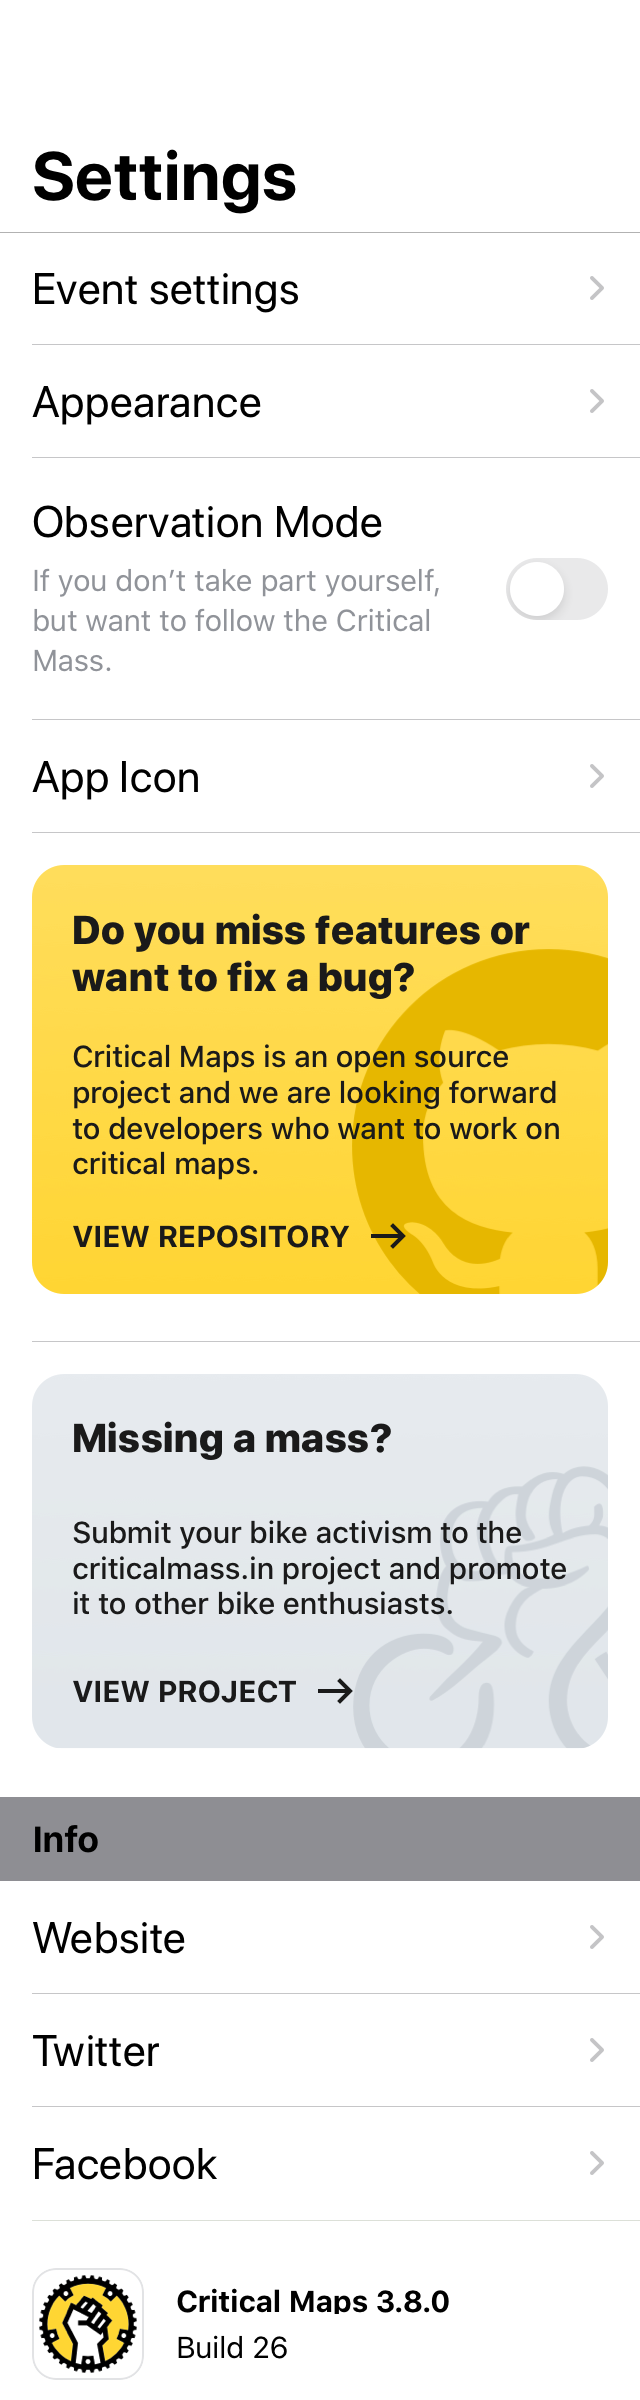 Settings
Event settings
Appearance
Observation Mode
If you don’t take part yourself,
but want to follow the Critical
Mass.
App Icon
Do you miss features or
want to fix a bug?
Critical Maps is an open source
project and we are looking forward
to developers who want to work on
critical maps.
VIEW REPOSITORY →
Missing a mass?
Submit your bike activism to the
criticalmass.in project and promote
it to other bike enthusiasts.
VIEW PROJECT →
Info
Website
Twitter
Facebook
Critical Maps 3.8.0
Build 26